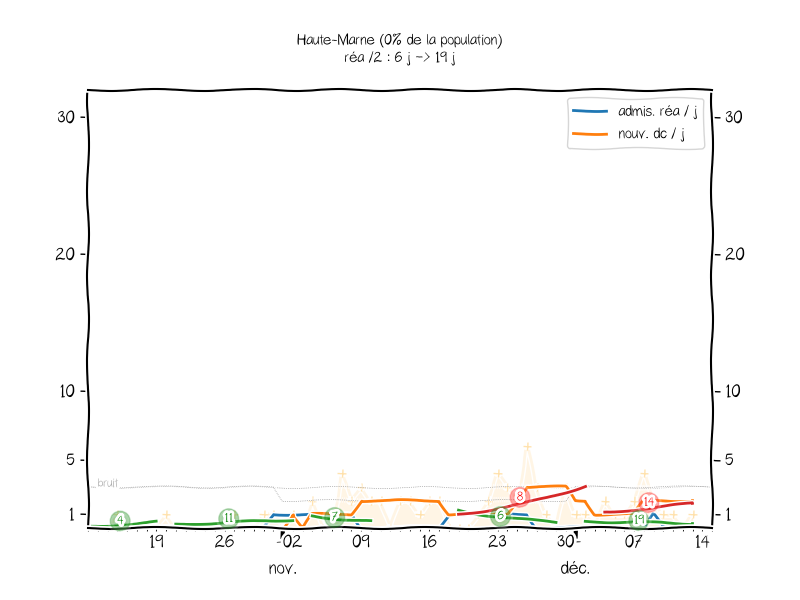 Haute-Marne (0% de la population)
réa /2 : 6 j -> 19 j
admis. réa / j
nouv. dc / j
30 30
20 20
10 10
5 5
1 1
bruit
4 11 7 6 8 19 14
19 26 02 09 16 23 30 07 14
nov. déc.